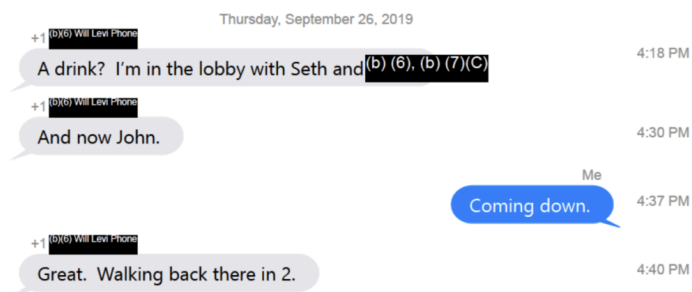 Thursday, September 26, 2019
+1 (b)(6) Will Levi Phone
A drink? I'm in the lobby with Seth and (b) (6), (b) (7)(C)
4:18 PM
+1 (b)(6) Will Levi Phone
And now John.
4:30 PM
Me
Coming down.
4:37 PM
+1 (b)(6) Will Levi Phone
Great. Walking back there in 2.
4:40 PM